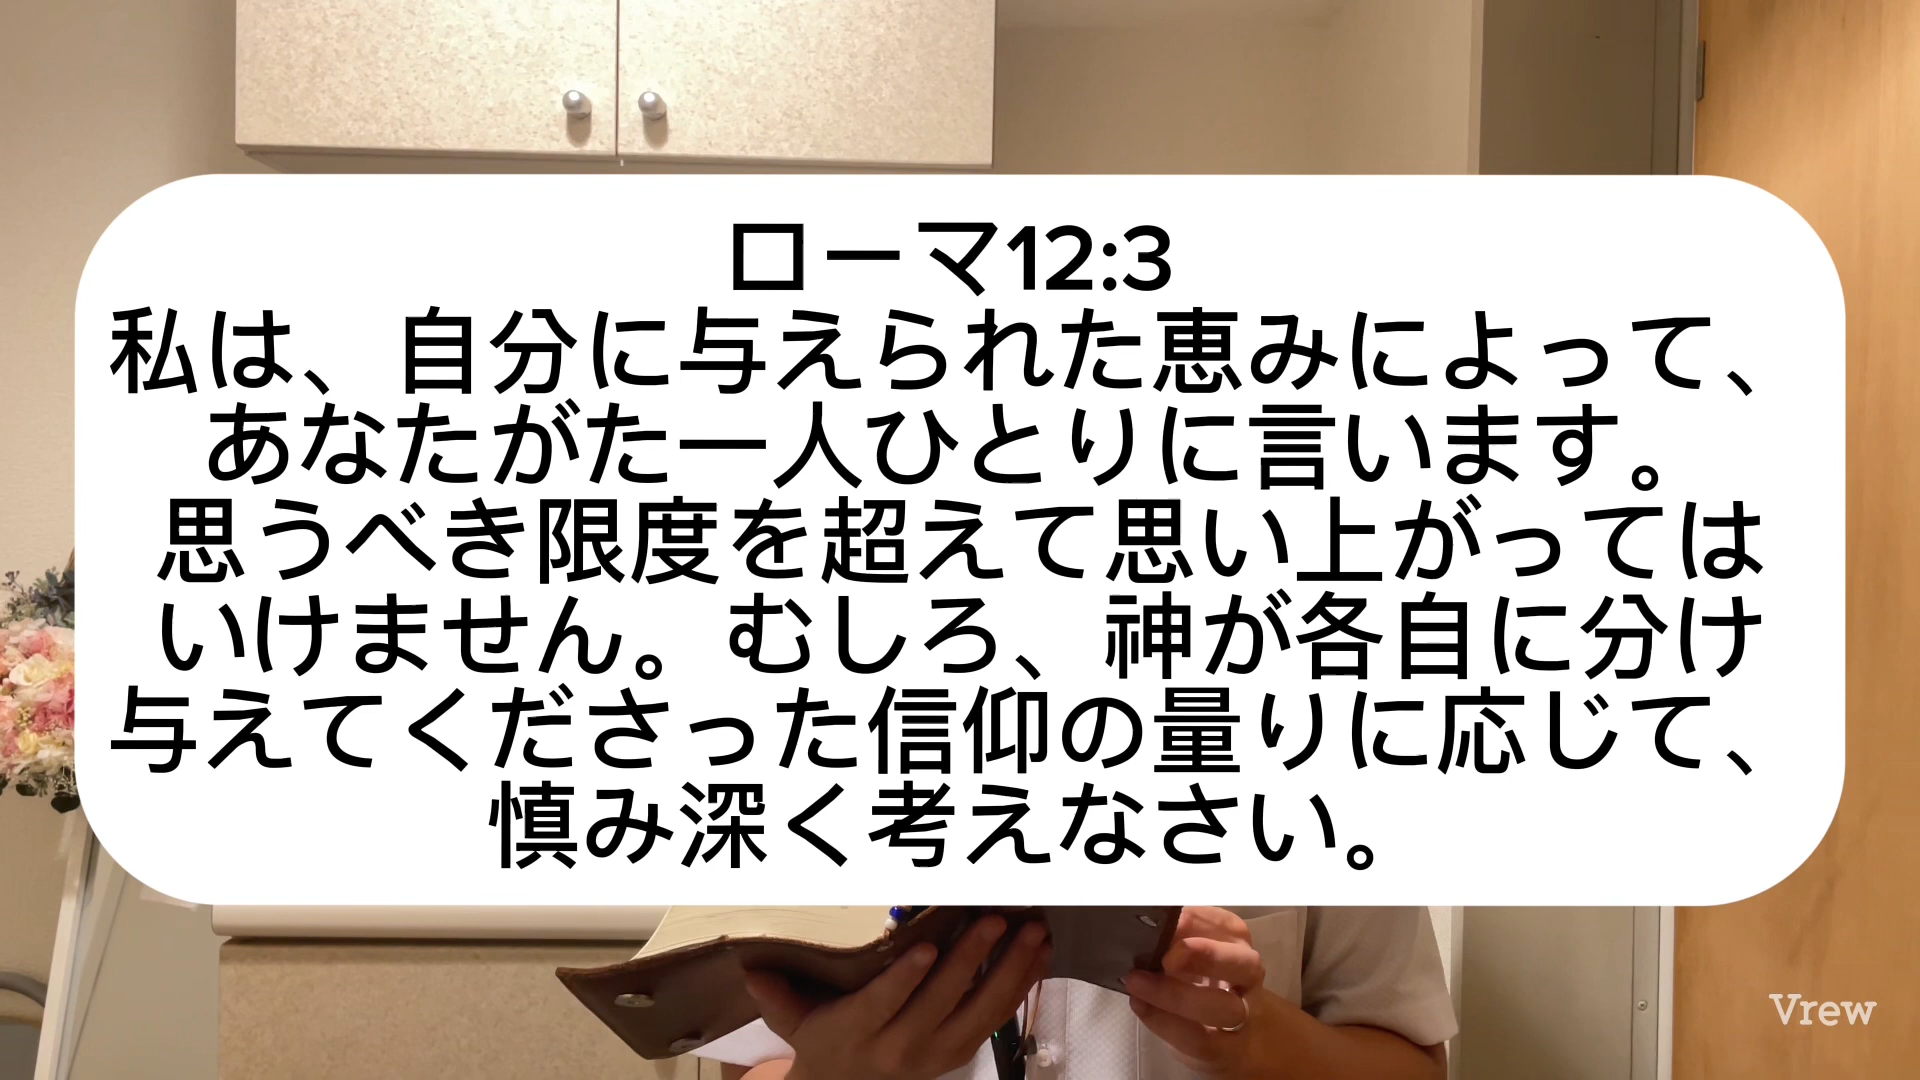 ローマ12:3
私は、自分に与えられた恵みによって、
あなたがた一人ひとりに言います。
思うべき限度を超えて思い上がっては
いけません。むしろ、神が各自に分け
与えてくださった信仰の量りに応じて、
慎み深く考えなさい。
Vrew